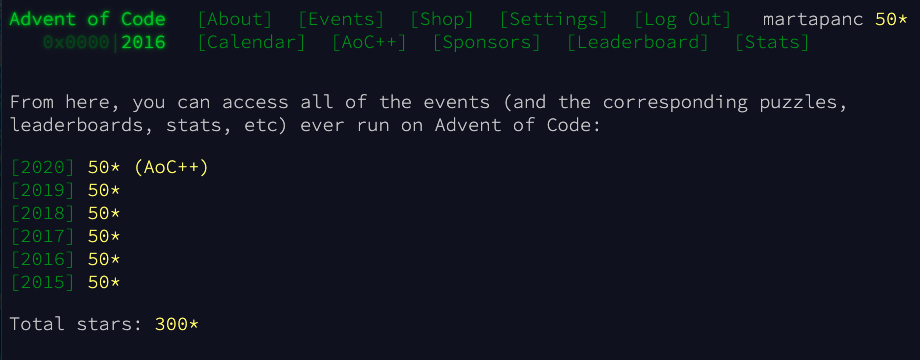 Advent of Code [About] [Events] [Shop] [Settings] [Log Out] martapanc 50*
0x0000|2016 [Calendar] [AoC++] [Sponsors] [Leaderboard] [Stats]
From here, you can access all of the events (and the corresponding puzzles,
leaderboards, stats, etc) ever run on Advent of Code:
[2020] 50* (AoC++)
[2019] 50*
[2018] 50*
[2017] 50*
[2016] 50*
[2015] 50*
Total stars: 300*